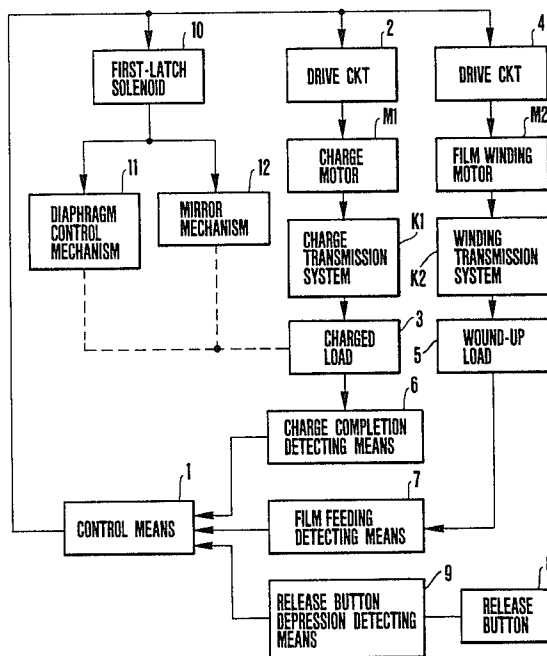 10
FIRST-LATCH
SOLENOID
2
DRIVE CKT
4
DRIVE CKT
M1
CHARGE
MOTOR
M2
FILM WINDING
MOTOR
11
DIAPHRAGM
CONTROL
MECHANISM
12
MIRROR
MECHANISM
CHARGE
TRANSMISSION
SYSTEM
K1
WINDING
TRANSMISSION
SYSTEM
K2
3
CHARGED
LOAD
WOUND-UP
LOAD
5
6
CHARGE COMPLETION
DETECTING MEANS
1
CONTROL MEANS
7
FILM FEEDING
DETECTING MEANS
9
RELEASE BUTTON
DEPRESSION DETECTING
MEANS
RELEASE
BUTTON